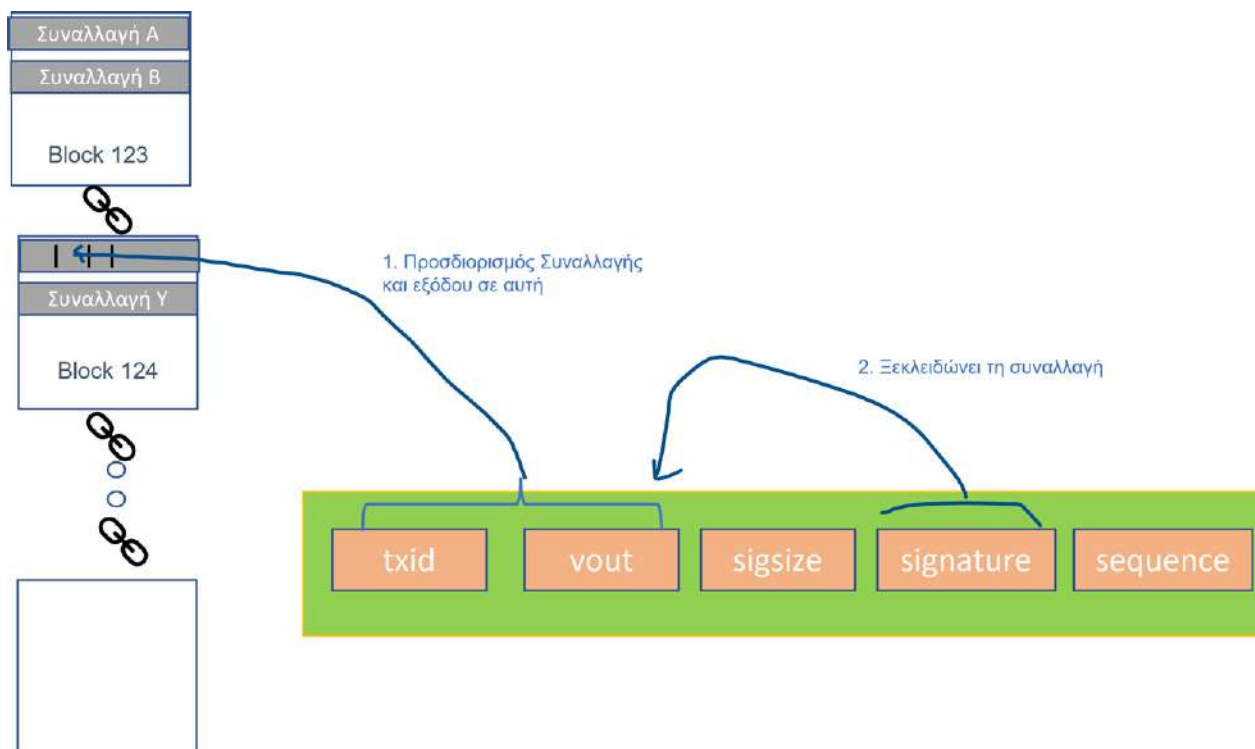 Συναλλαγή Α
Συναλλαγή Β
Block 123
Συναλλαγή Υ
Block 124
1. Προσδιορισμός Συναλλαγής
και εξόδου σε αυτή
2. Ξεκλειδώνει τη συναλλαγή
txid
vout
sigsize
signature
sequence